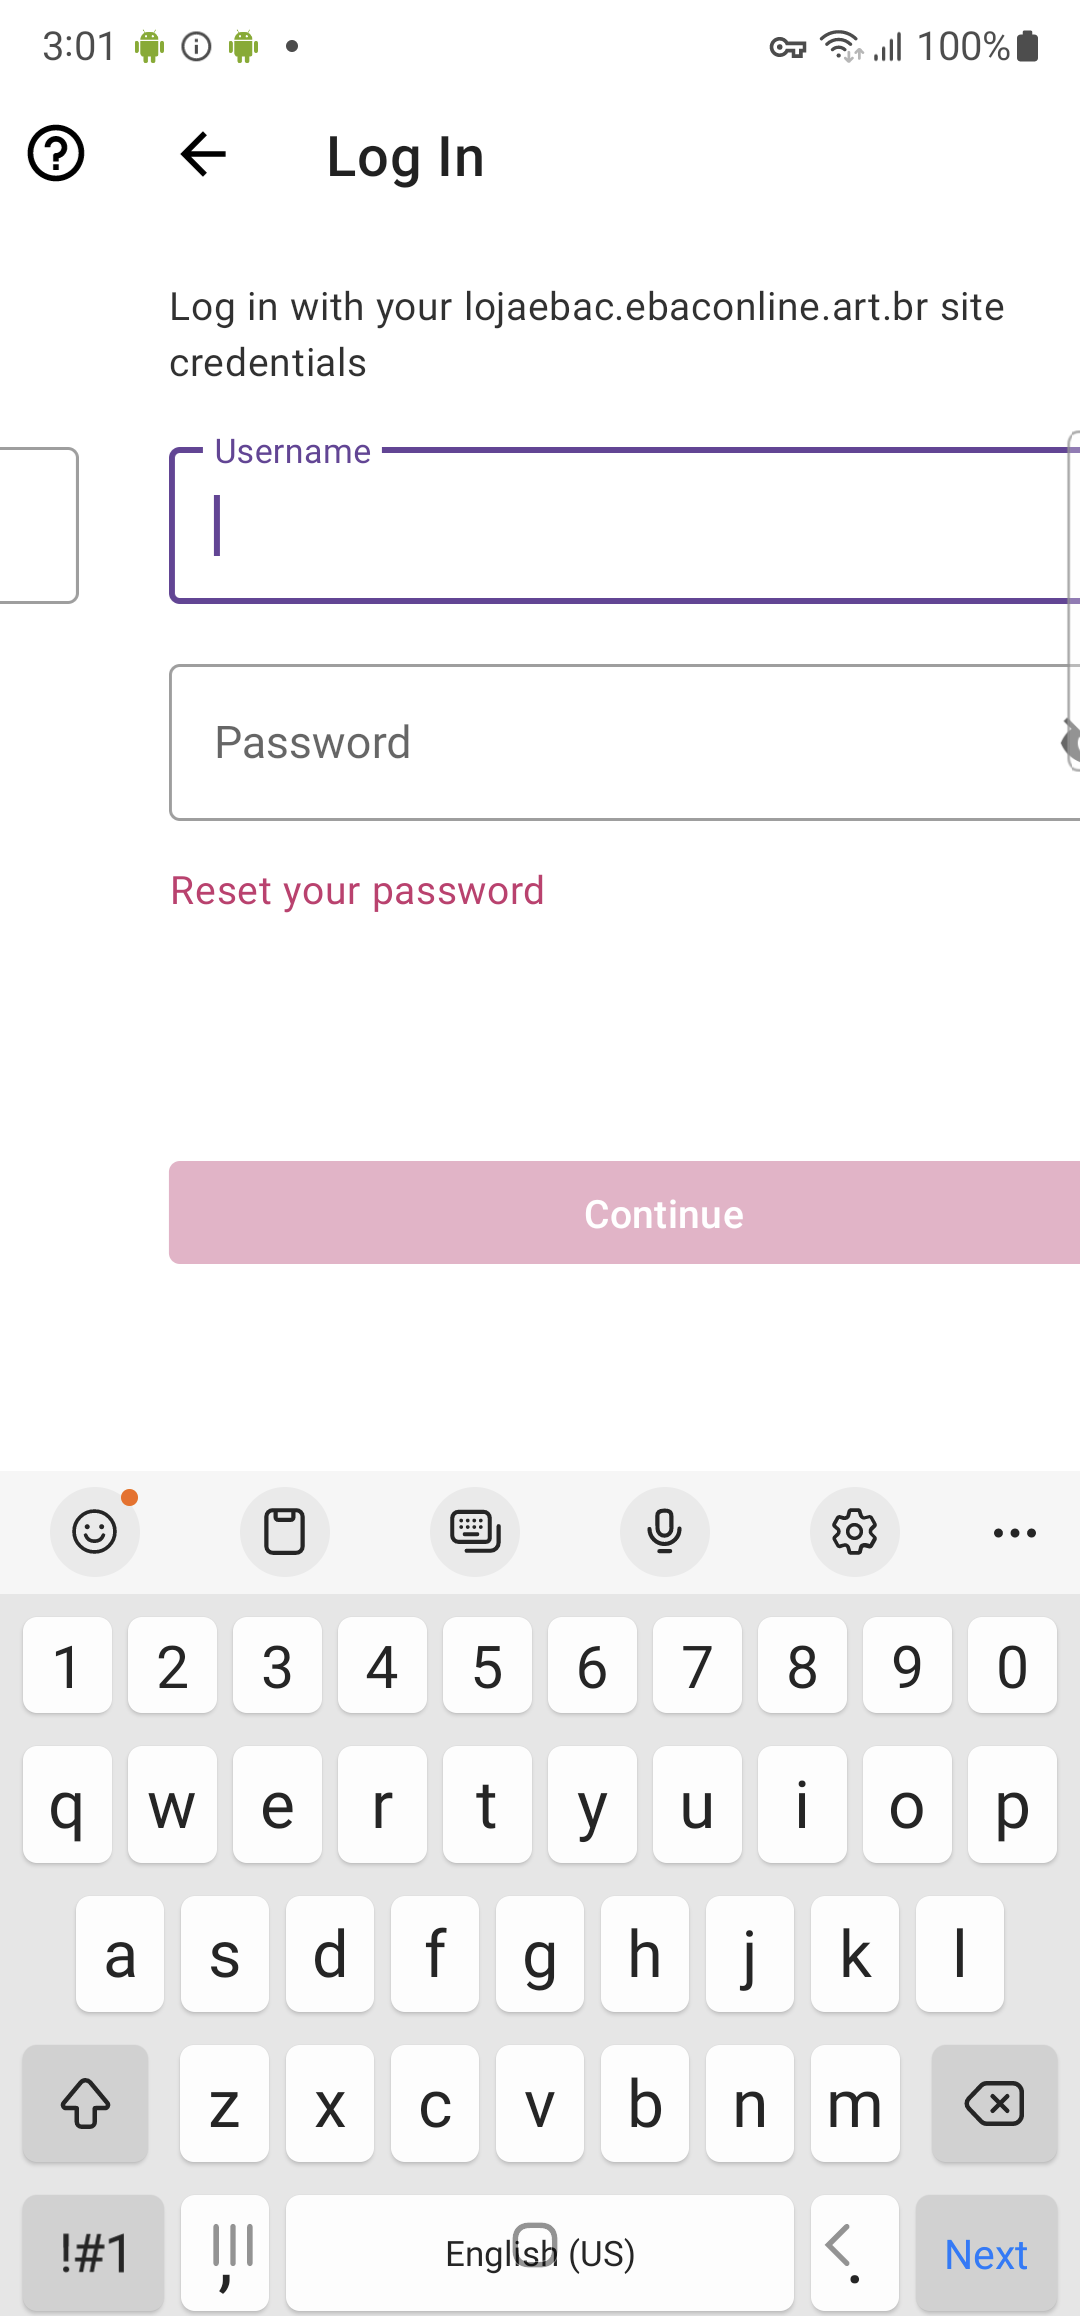 3:01 100%
Log In
Log in with your lojaebac.ebaconline.art.br site
credentials
Username
Password
Reset your password
Continue
1 2 3 4 5 6 7 8 9 0
q w e r t y u i o p
a s d f g h j k l
z x c v b n m
!#1 , English (US) . Next